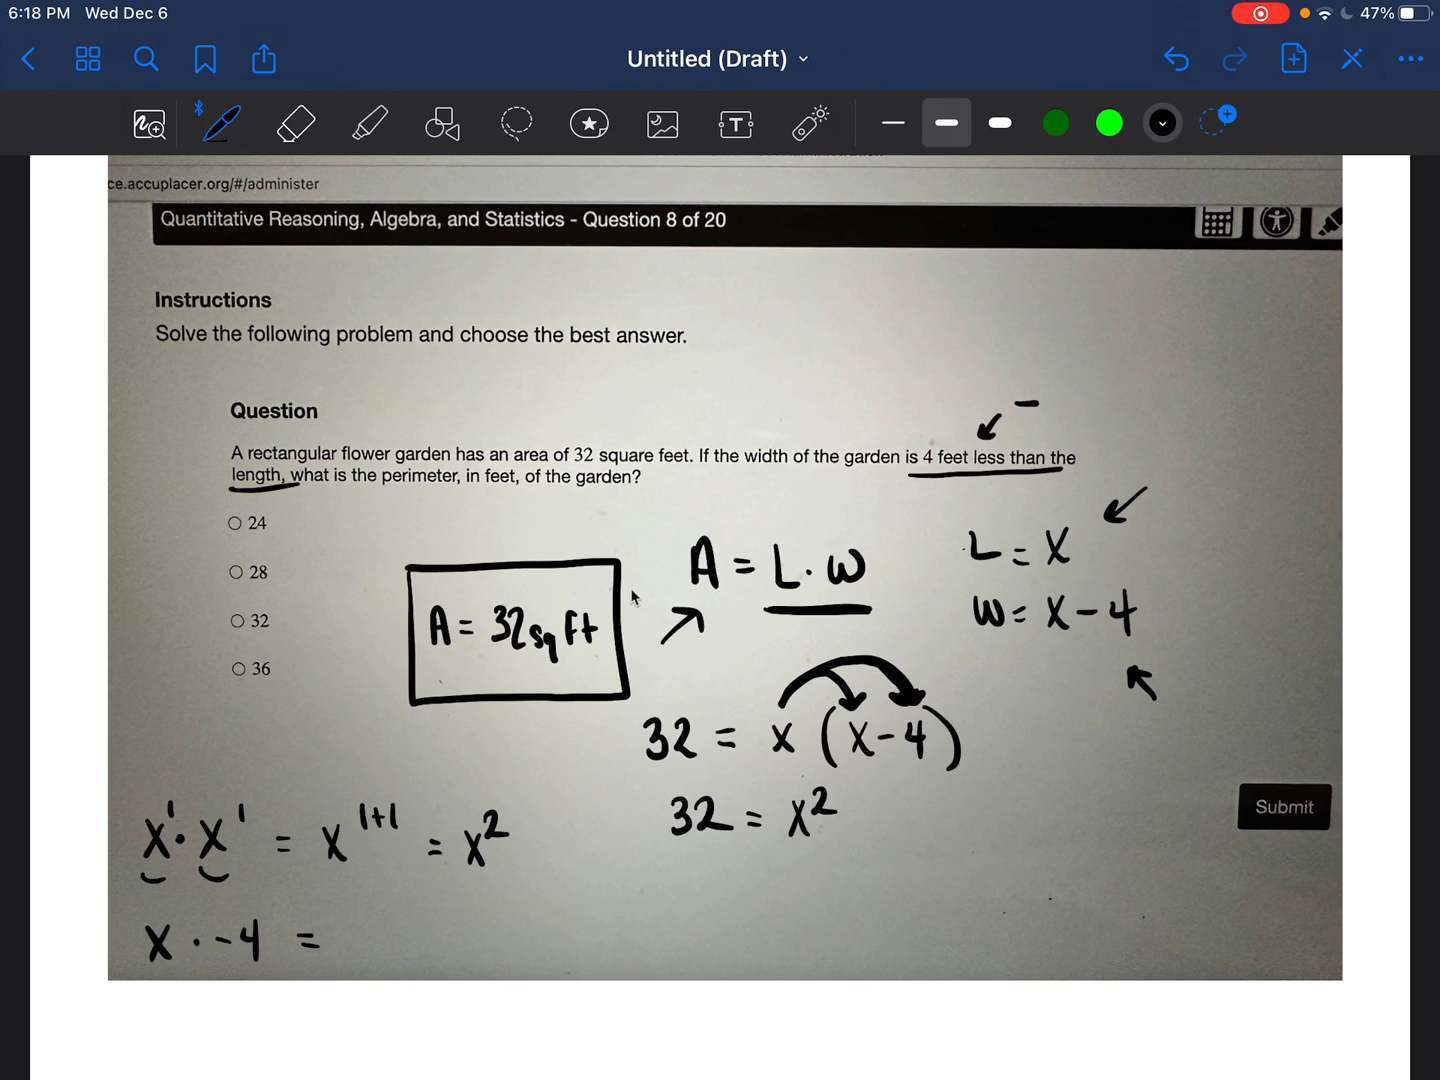 6:18 PM Wed Dec 6
47%
Untitled (Draft)
T
ce.accuplacer.org/#/administer
Quantitative Reasoning, Algebra, and Statistics - Question 8 of 20
Instructions
Solve the following problem and choose the best answer.
Question
A rectangular flower garden has an area of 32 square feet. If the width of the garden is 4 feet less than the
length, what is the perimeter, in feet, of the garden?
24
28
32
36
-
A = 32 sq Ft
A = L · W
L = X
W = X - 4
32 = x (x - 4)
32 = x²
x¹ · x¹ = x¹⁺¹ = x²
x · -4 =
Submit